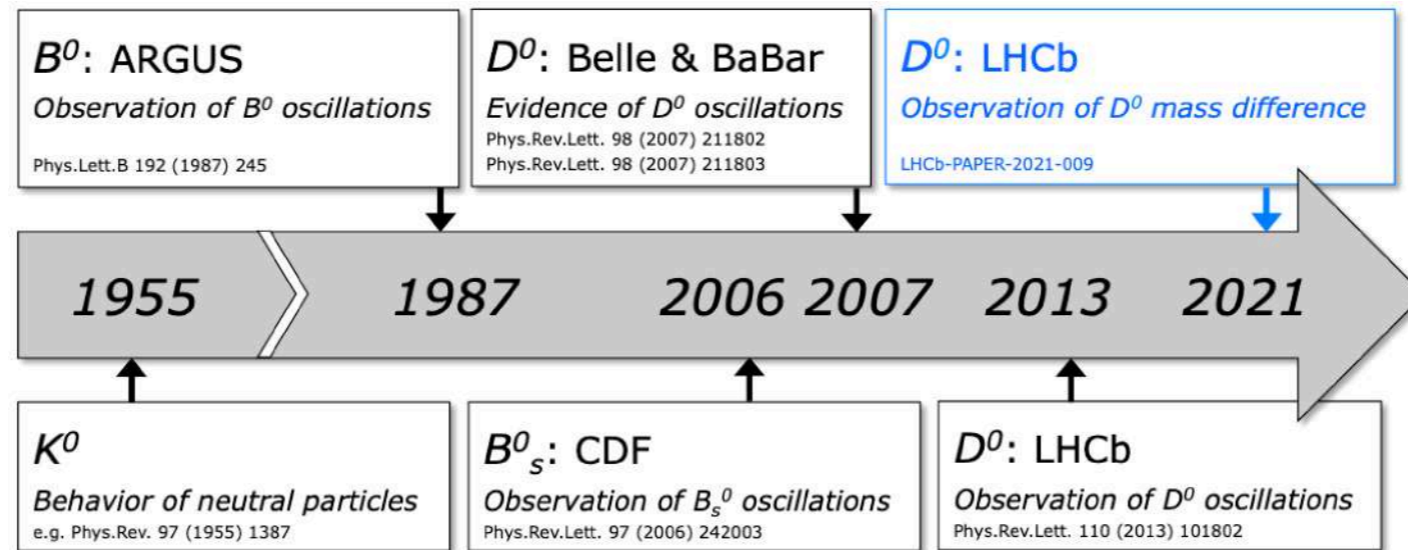 B⁰: ARGUS
Observation of B⁰ oscillations
Phys.Lett.B 192 (1987) 245
D⁰: Belle & BaBar
Evidence of D⁰ oscillations
Phys.Rev.Lett. 98 (2007) 211802
Phys.Rev.Lett. 98 (2007) 211803
D⁰: LHCb
Observation of D⁰ mass difference
LHCb-PAPER-2021-009
1955 1987 2006 2007 2013 2021
K⁰
Behavior of neutral particles
e.g. Phys.Rev. 97 (1955) 1387
B⁰ₛ: CDF
Observation of Bₛ⁰ oscillations
Phys.Rev.Lett. 97 (2006) 242003
D⁰: LHCb
Observation of D⁰ oscillations
Phys.Rev.Lett. 110 (2013) 101802